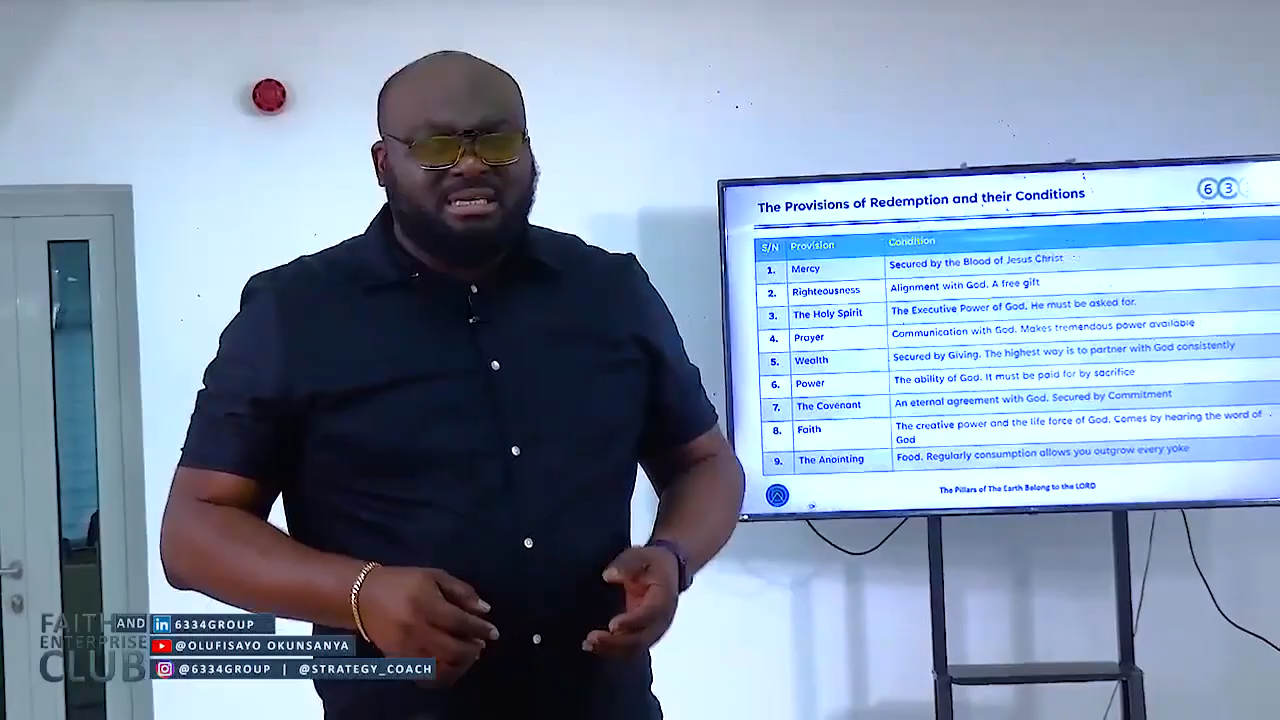 The Provisions of Redemption and their Conditions
6 3
S/N Provision Condition
1. Mercy Secured by the Blood of Jesus Christ
2. Righteousness Alignment with God. A free gift
3. The Holy Spirit The Executive Power of God. He must be asked for.
4. Prayer Communication with God. Makes tremendous power available
5. Wealth Secured by Giving. The highest way is to partner with God consistently
6. Power The ability of God. It must be paid for by sacrifice
7. The Covenant An eternal agreement with God. Secured by Commitment
8. Faith The creative power and the life force of God. Comes by hearing the word of
God
9. The Anointing Food. Regularly consumption allows you outgrow every yoke
The Pillars of The Earth Belong to the LORD
FAITH AND
ENTERPRISE
CLUB
in 6334GROUP
@OLUFISAYO OKUNSANYA
@6334GROUP | @STRATEGY_COACH